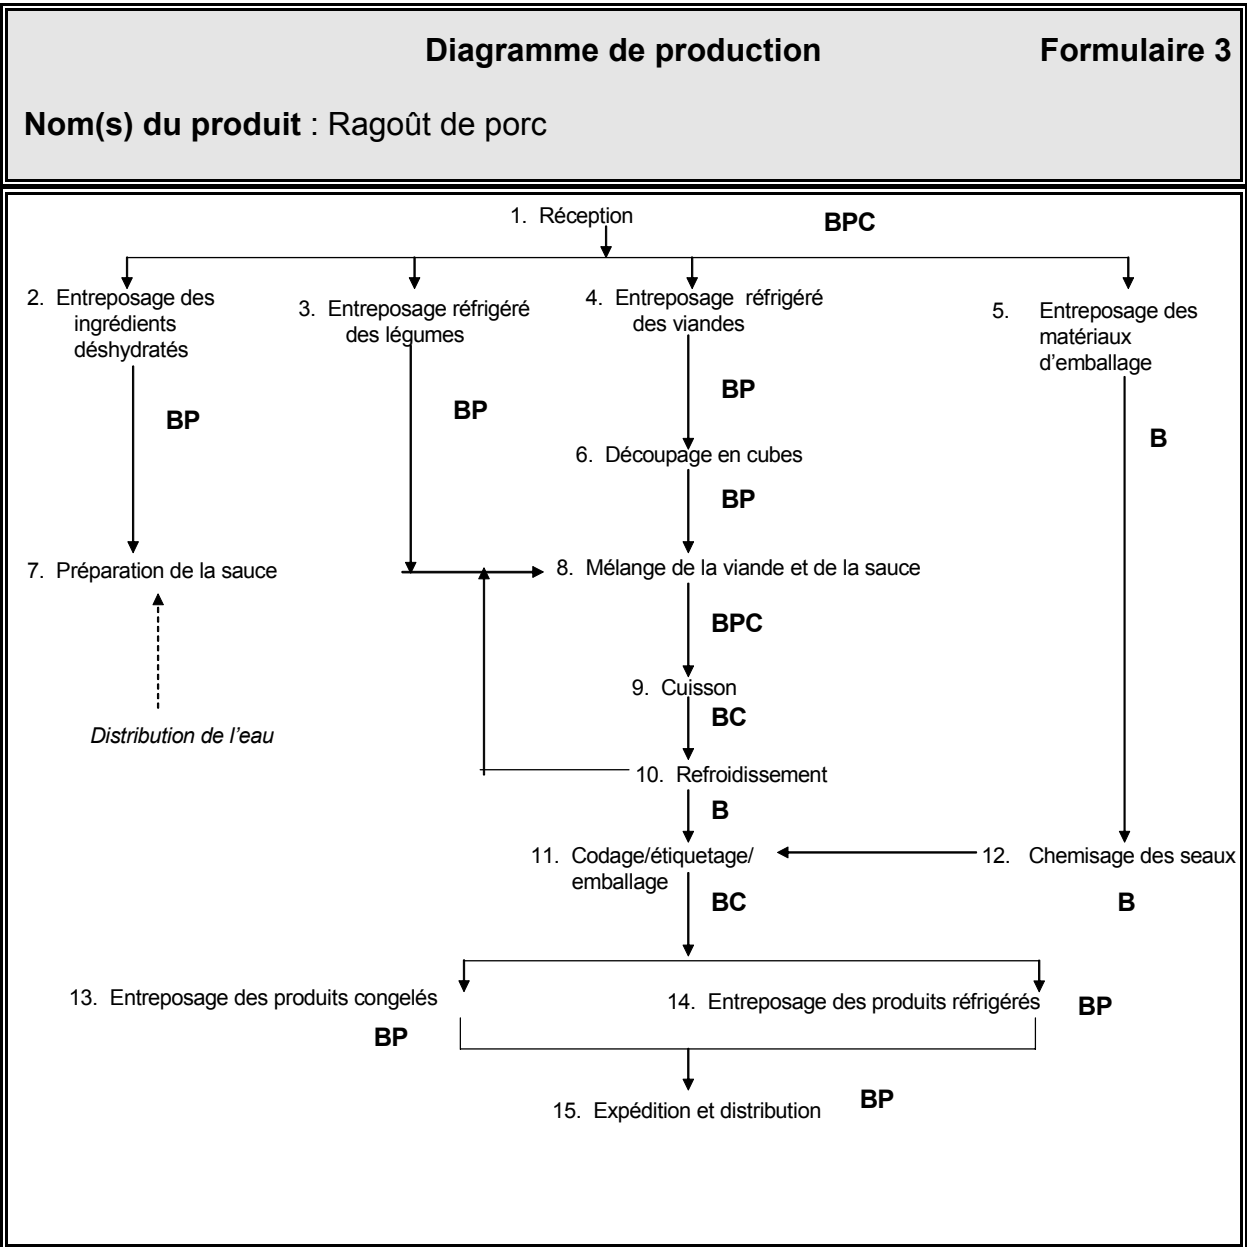 Diagramme de production Formulaire 3
Nom(s) du produit : Ragoût de porc
1. Réception
BPC
2. Entreposage des
ingrédients
déshydratés
3. Entreposage réfrigéré
des légumes
4. Entreposage réfrigéré
des viandes
5. Entreposage des
matériaux
d'emballage
BP
BP
BP
B
6. Découpage en cubes
BP
7. Préparation de la sauce
8. Mélange de la viande et de la sauce
BPC
Distribution de l'eau
9. Cuisson
BC
10. Refroidissement
B
11. Codage/étiquetage/
emballage
12. Chemisage des seaux
BC
B
13. Entreposage des produits congelés
BP
14. Entreposage des produits réfrigérés
BP
15. Expédition et distribution
BP